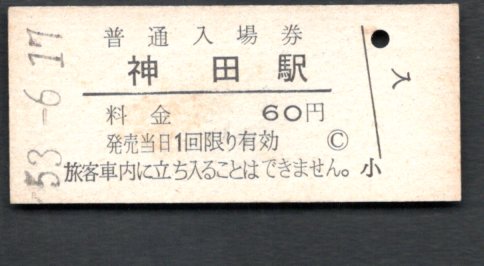 普通入場券
神田駅
料金 60円
発売当日1回限り有効 Ⓒ
旅客車内に立ち入ることはできません。
小
入
53.-6.17